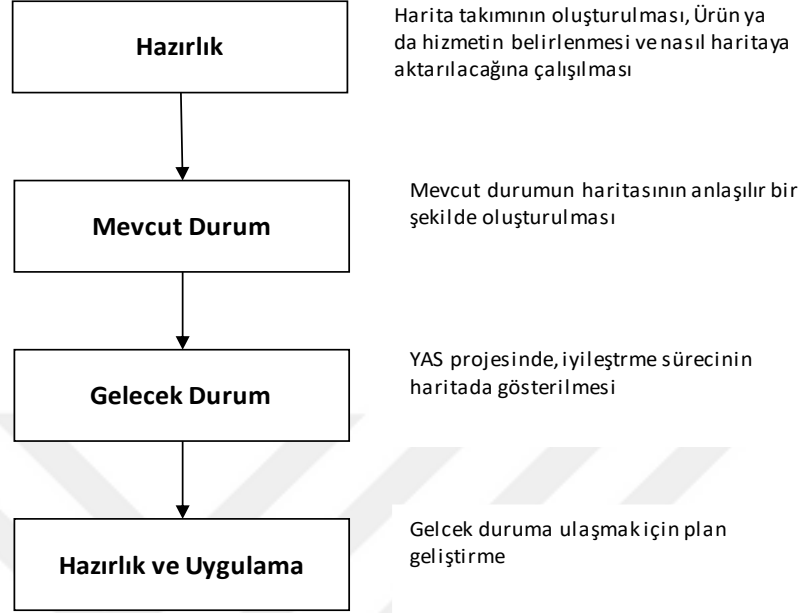 Hazırlık
Harita takımının oluşturulması, Ürün ya
da hizmetin belirlenmesi ve nasıl haritaya
aktarılacağına çalışılması
Mevcut Durum
Mevcut durumun haritasının anlaşılır bir
şekilde oluşturulması
Gelecek Durum
YAS projesinde, iyileştrme sürecinin
haritada gösterilmesi
Hazırlık ve Uygulama
Gelcek duruma ulaşmak için plan
geliştirme